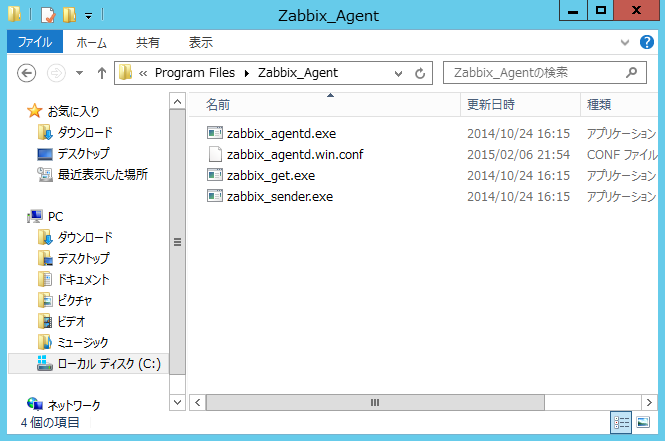 Zabbix_Agent
ファイル ホーム 共有 表示
« Program Files Zabbix_Agent Zabbix_Agentの検索
名前 更新日時 種類
お気に入り
ダウンロード
デスクトップ
最近表示した場所
PC
ダウンロード
デスクトップ
ドキュメント
ピクチャ
ビデオ
ミュージック
ローカル ディスク (C:)
ネットワーク
zabbix_agentd.exe 2014/10/24 16:15 アプリケーション
zabbix_agentd.win.conf 2015/02/06 21:54 CONF ファイル
zabbix_get.exe 2014/10/24 16:15 アプリケーション
zabbix_sender.exe 2014/10/24 16:15 アプリケーション
4 個の項目